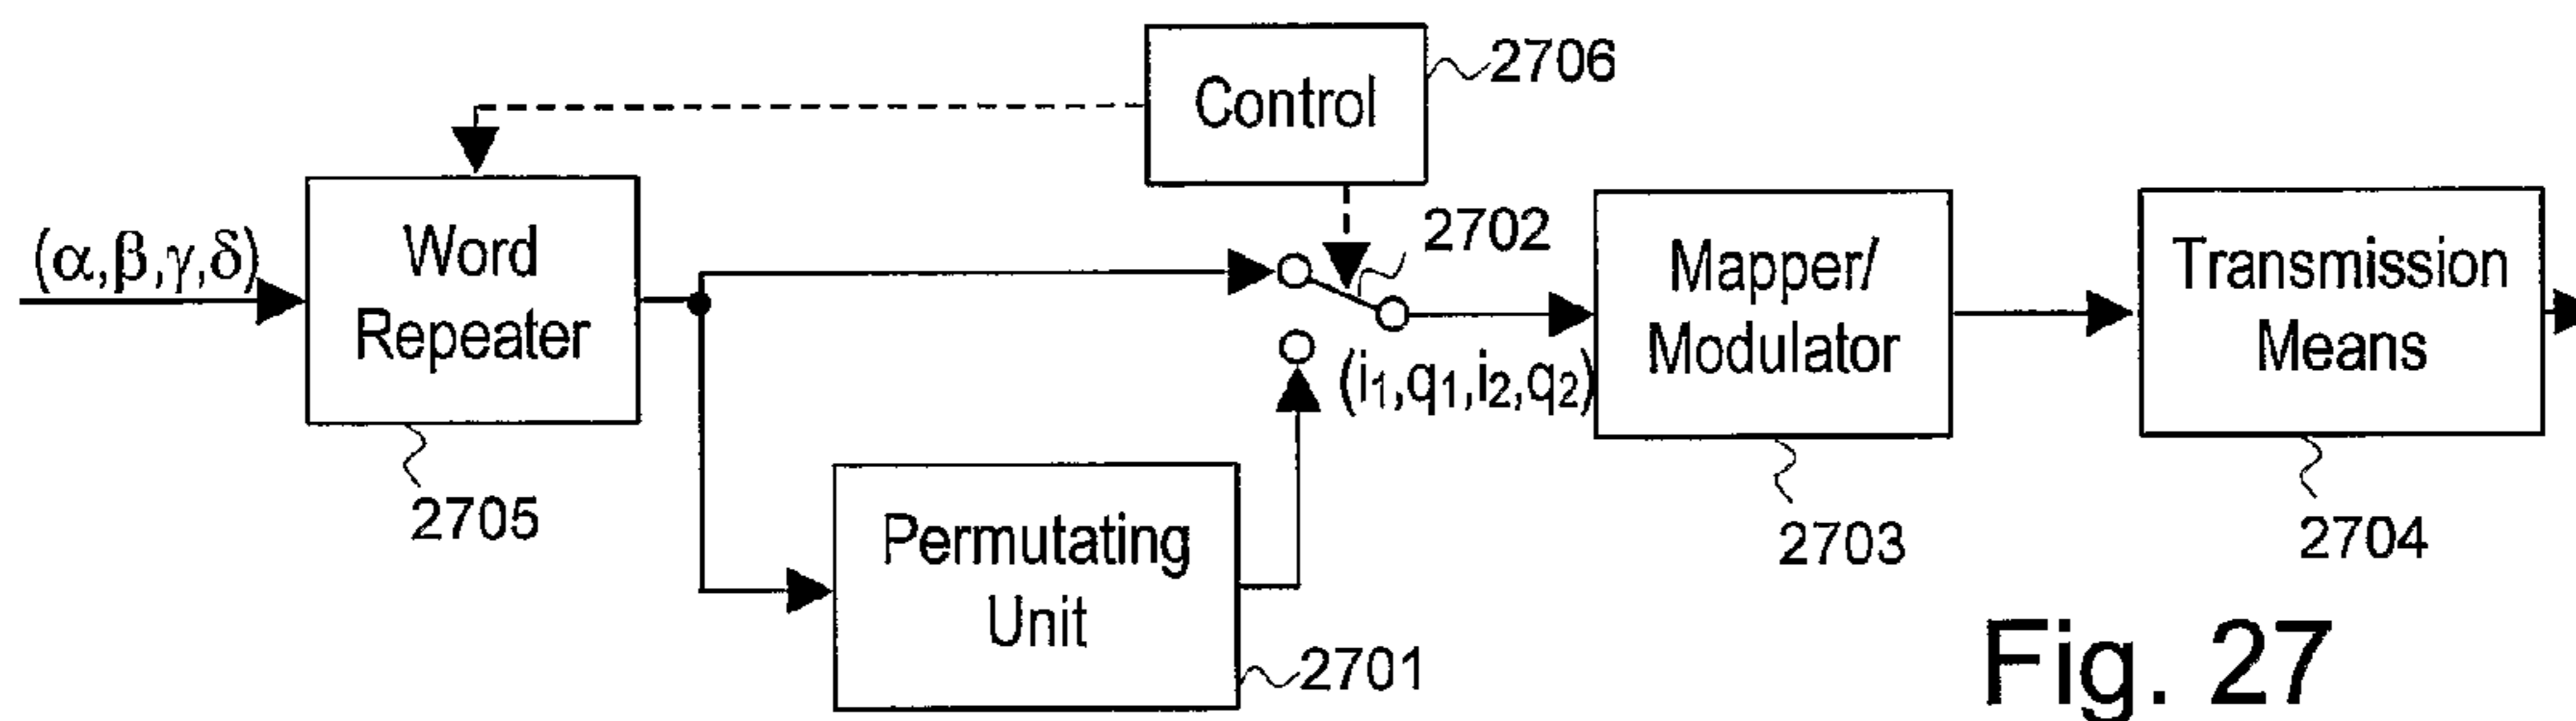 Control
2706
(α,β,γ,δ)
Word
Repeater
2705
2702
(i₁,q₁,i₂,q₂)
Mapper/
Modulator
2703
Transmission
Means
2704
Permutating
Unit
2701
Fig. 27